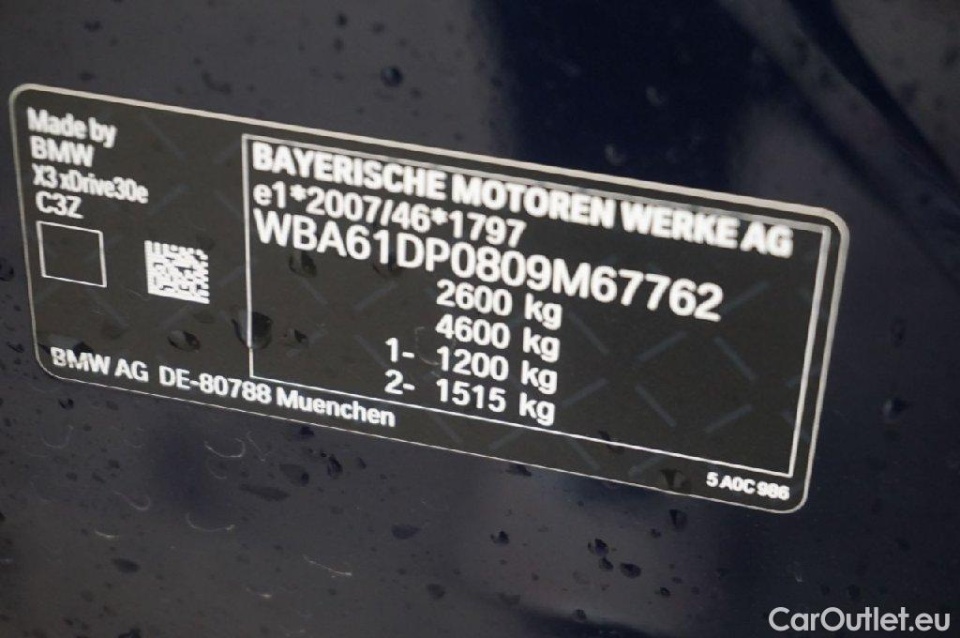 Made by
BMW
X3 xDrive30e
C3Z
BAYERISCHE MOTOREN WERKE AG
e1*2007/46*1797
WBA61DP0809M67762
2600 kg
4600 kg
1- 1200 kg
2- 1515 kg
BMW AG DE-80788 Muenchen
5 A0C 986
CarOutlet.eu